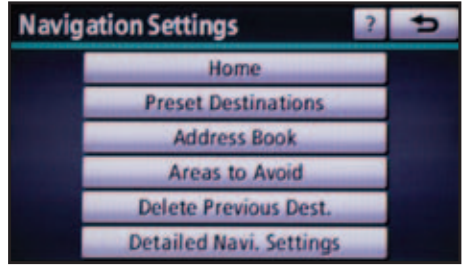 Navigation Settings ?
Home
Preset Destinations
Address Book
Areas to Avoid
Delete Previous Dest.
Detailed Navi. Settings